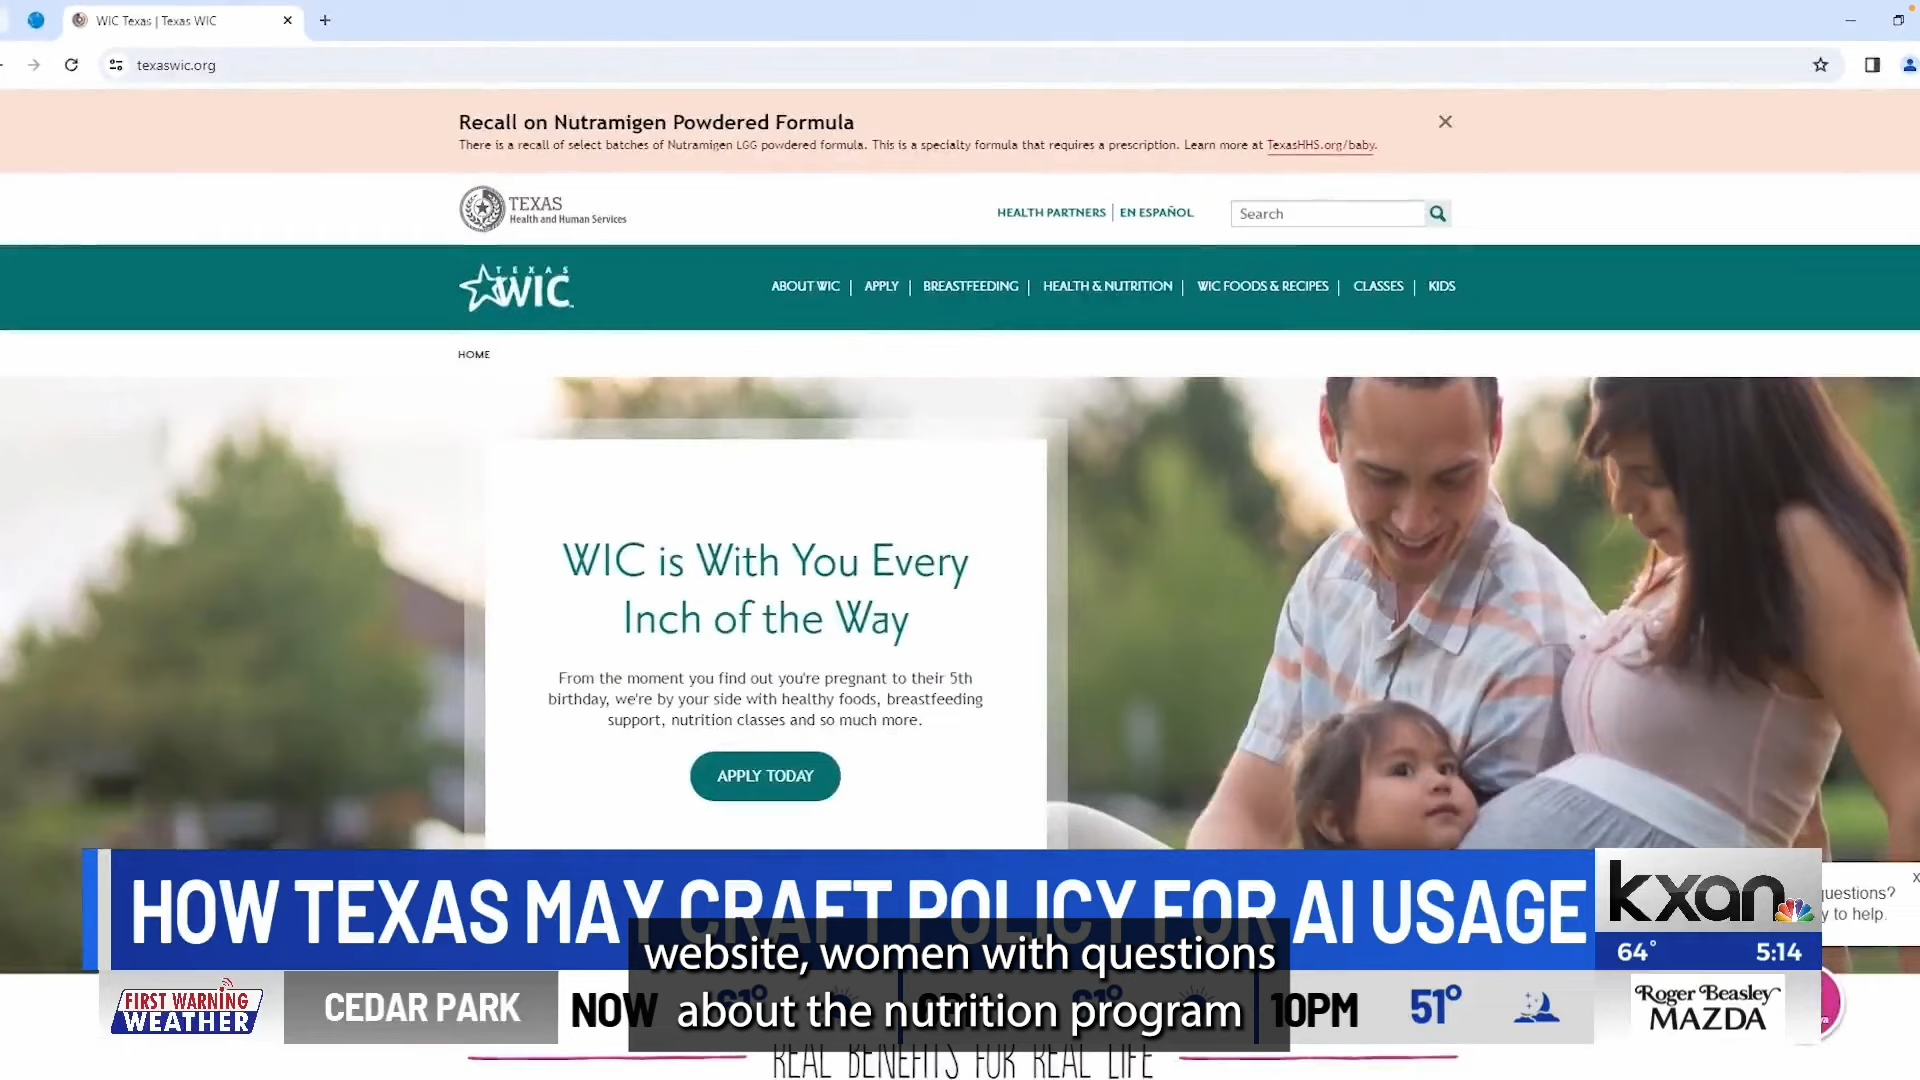 WIC Texas | Texas WIC
texaswic.org
Recall on Nutramigen Powdered Formula
There is a recall of select batches of Nutramigen LGG powdered formula. This is a specialty formula that requires a prescription. Learn more at TexasHHS.org/baby.
TEXAS
Health and Human Services
HEALTH PARTNERS
EN ESPAÑOL
Search
TEXAS
WIC
ABOUT WIC
APPLY
BREASTFEEDING
HEALTH & NUTRITION
WIC FOODS & RECIPES
CLASSES
KIDS
HOME
WIC is With You Every
Inch of the Way
From the moment you find out you're pregnant to their 5th
birthday, we're by your side with healthy foods, breastfeeding
support, nutrition classes and so much more.
APPLY TODAY
HOW TEXAS MAY CRAFT POLICY FOR AI USAGE
kxan
questions?
to help.
64° 5:14
website, women with questions
about the nutrition program
FIRST WARNING
WEATHER
CEDAR PARK
NOW 61° 61° 10PM 51°
Roger Beasley
MAZDA
REAL BENEFITS FOR REAL LIFE